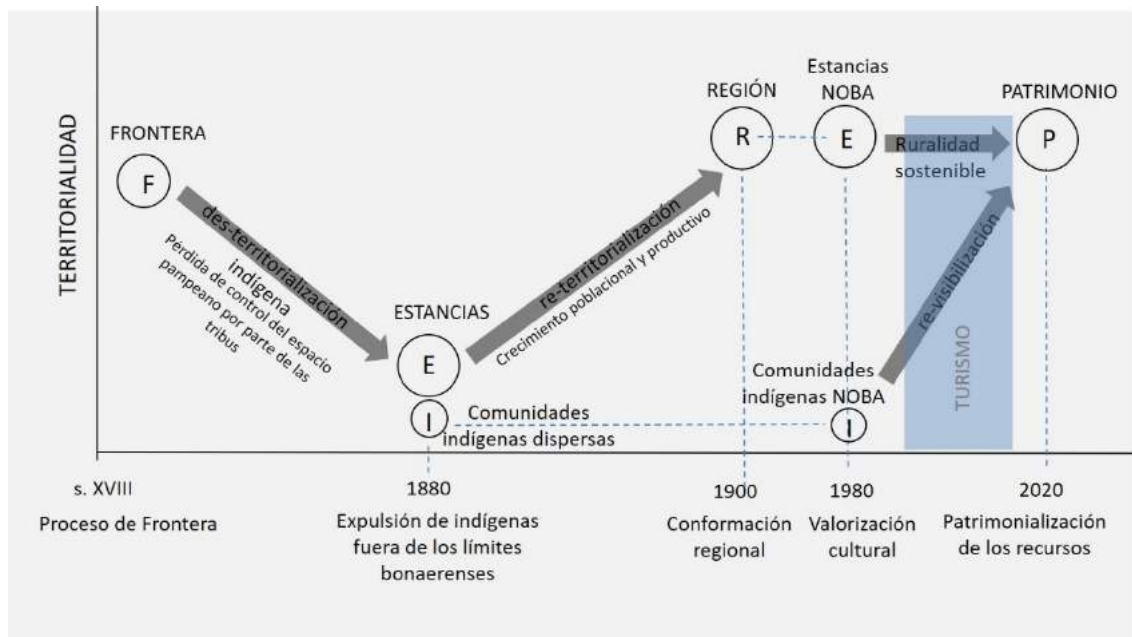 TERRITORIALIDAD
FRONTERA
F
des-territorialización
indígena
Pérdida de control del espacio
pampeano por parte de las
tribus
ESTANCIAS
E
I
Comunidades
indígenas dispersas
re-territorialización
Crecimiento poblacional y productivo
REGIÓN
R
Estancias
NOBA
E
Ruralidad
sostenible
PATRIMONIO
P
re-visibilización
TURISMO
Comunidades
indígenas NOBA
I
s. XVIII
Proceso de Frontera
1880
Expulsión de indígenas
fuera de los límites
bonaerenses
1900
Conformación
regional
1980
Valorización
cultural
2020
Patrimonialización
de los recursos